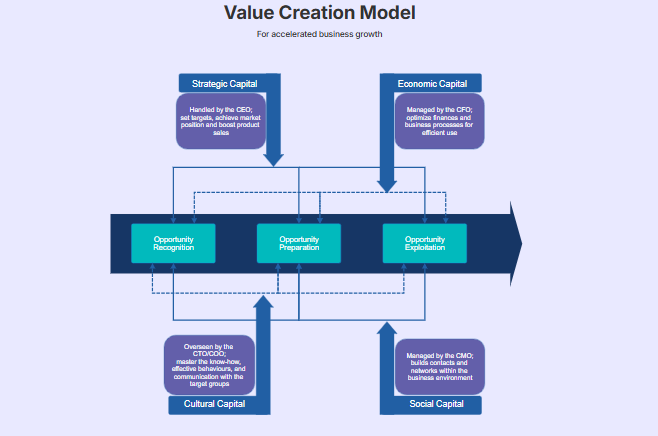 Value Creation Model
For accelerated business growth
Strategic Capital
Handled by the CEO;
set targets, achieve market
position and boost product
sales
Economic Capital
Managed by the CFO;
optimize finances and
business processes for
efficient use
Opportunity
Recognition
Opportunity
Preparation
Opportunity
Exploitation
Overseen by the
CTO/COO;
master the know-how,
effective behaviours, and
communication with the
target groups
Cultural Capital
Managed by the CMO;
builds contacts and
networks within the
business environment
Social Capital